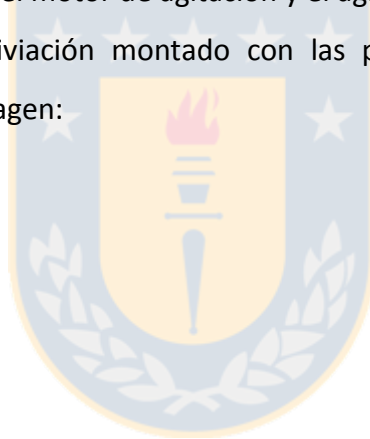 el motor de agitación y el ag
iviación montado con las p
agen: